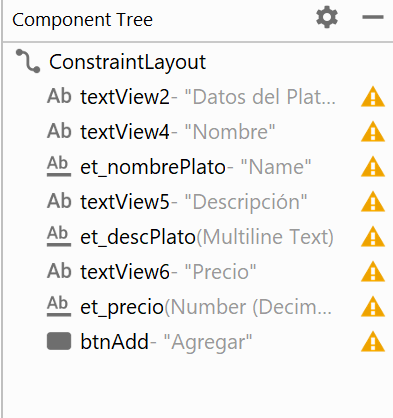 Component Tree
ConstraintLayout
Ab textView2- "Datos del Plat...
Ab textView4- "Nombre"
Ab et_nombrePlato- "Name"
Ab textView5- "Descripción"
Ab et_descPlato(Multiline Text)
Ab textView6- "Precio"
Ab et_precio(Number (Decim...
btnAdd- "Agregar"